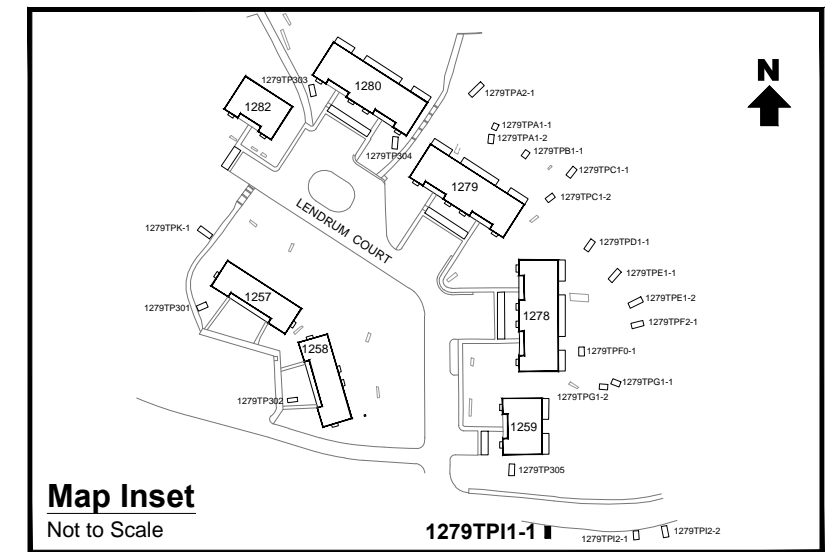 N
1279TP303
1280
1282
1279TPA2-1
1279TPA1-1
1279TPA1-2
1279TPB1-1
1279TP304
1279TPC1-1
1279
1279TPC1-2
LENDRUM COURT
1279TPK-1
1279TPD1-1
1279TPE1-1
1257
1279TPE1-2
1279TP301
1278
1279TPF2-1
1258
1279TPF0-1
1279TPG1-1
1279TPG1-2
1279TP302
1259
1279TP305
Map Inset
Not to Scale
1279TPI1-1
1279TPI2-1
1279TPI2-2